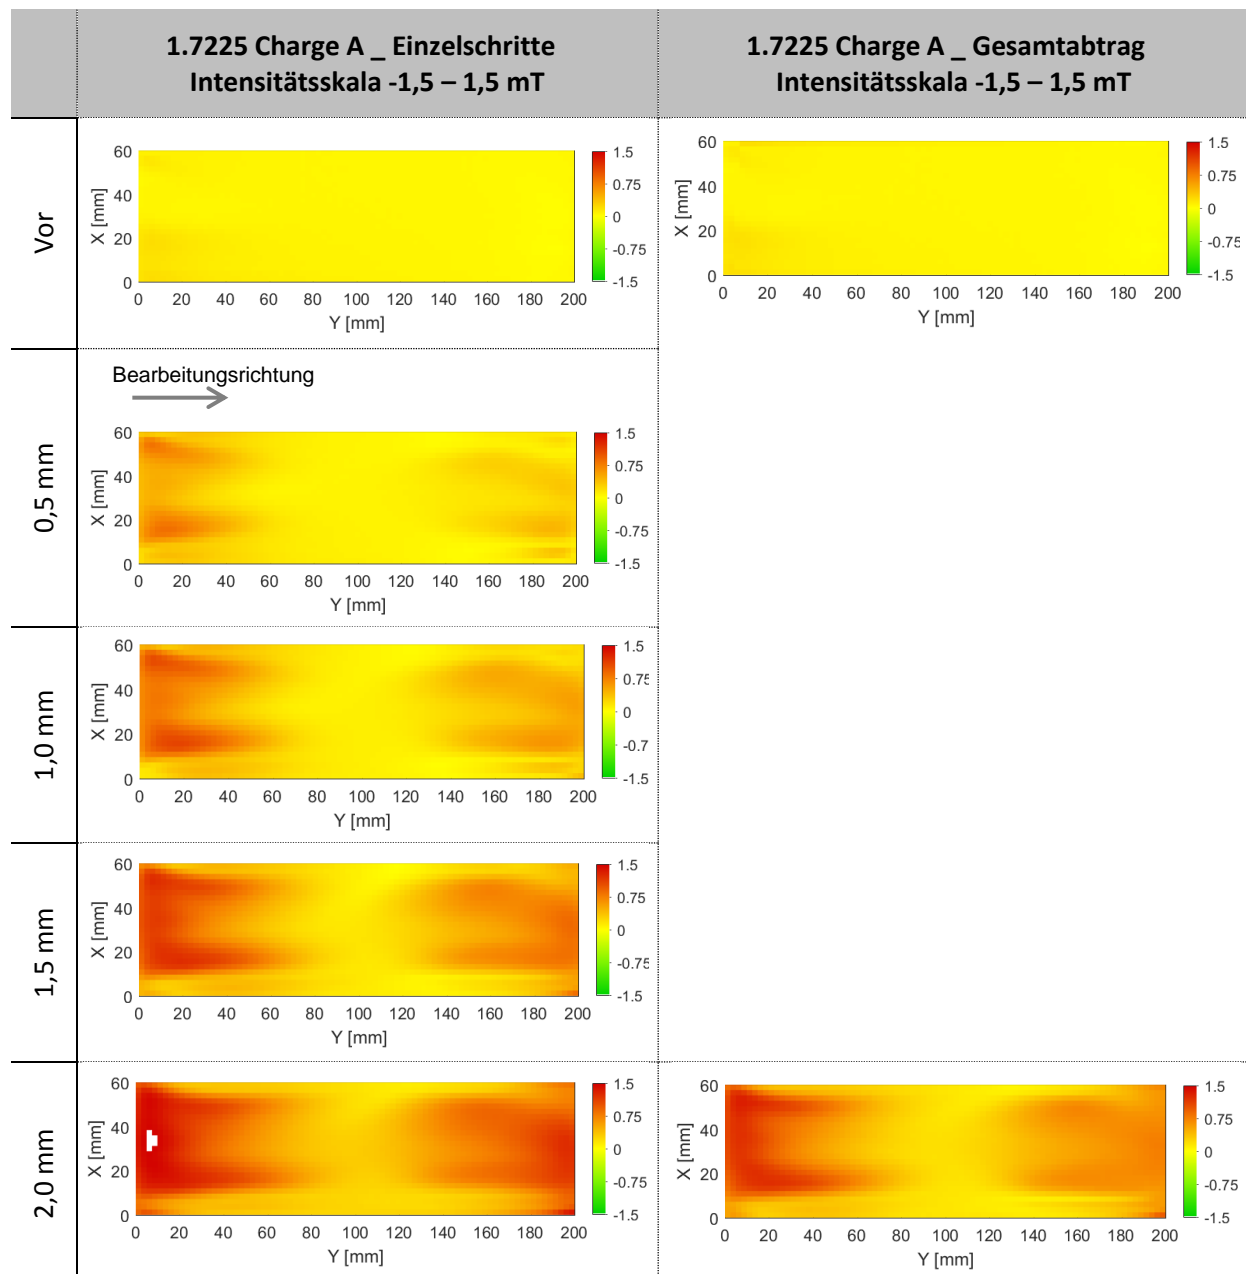 1.7225 Charge A _ Einzelschritte
Intensitätsskala -1,5 – 1,5 mT
1.7225 Charge A _ Gesamtabtrag
Intensitätsskala -1,5 – 1,5 mT
Vor
60
40
20
0
X [mm]
0 20 40 60 80 100 120 140 160 180 200
Y [mm]
1.5
0.75
0
-0.75
-1.5
60
40
20
0
X [mm]
0 20 40 60 80 100 120 140 160 180 200
Y [mm]
1.5
0.75
0
-0.75
-1.5
0,5 mm
Bearbeitungsrichtung
60
40
20
0
X [mm]
0 20 40 60 80 100 120 140 160 180 200
Y [mm]
1.5
0.75
0
-0.75
-1.5
1,0 mm
60
40
20
0
X [mm]
0 20 40 60 80 100 120 140 160 180 200
Y [mm]
1.5
0.75
0
-0.7
-1.5
1,5 mm
60
40
20
0
X [mm]
0 20 40 60 80 100 120 140 160 180 200
Y [mm]
1.5
0.75
0
-0.75
-1.5
2,0 mm
60
40
20
0
X [mm]
0 20 40 60 80 100 120 140 160 180 200
Y [mm]
1.5
0.75
0
-0.75
-1.5
60
40
20
0
X [mm]
0 20 40 60 80 100 120 140 160 180 200
Y [mm]
1.5
0.75
0
-0.75
-1.5